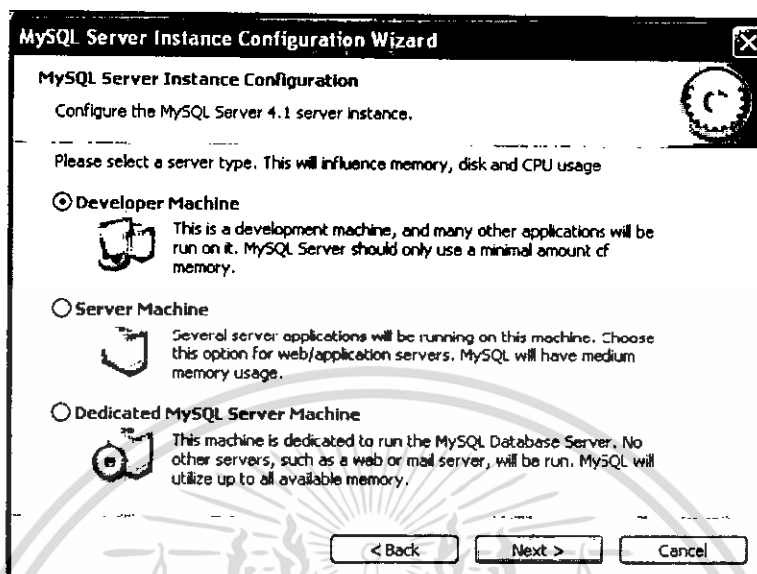 MySQL Server Instance Configuration Wizard
MySQL Server Instance Configuration
Configure the MySQL Server 4.1 server instance.
Please select a server type. This will influence memory, disk and CPU usage
Developer Machine
This is a development machine, and many other applications will be
run on it. MySQL Server should only use a minimal amount of
memory.
Server Machine
Several server applications will be running on this machine. Choose
this option for web/application servers. MySQL will have medium
memory usage.
Dedicated MySQL Server Machine
This machine is dedicated to run the MySQL Database Server. No
other servers, such as a web or mail server, will be run. MySQL will
utilize up to all available memory.
< Back Next > Cancel